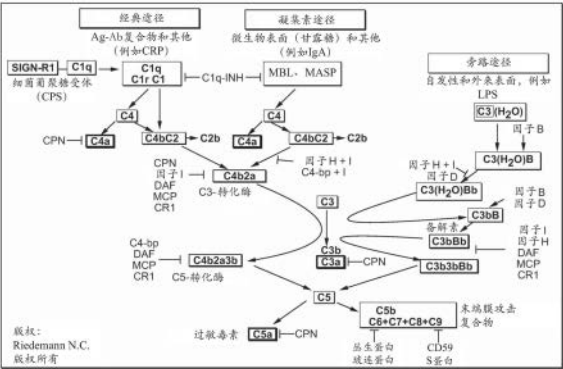 经典途径
Ag-Ab复合物和其他
(例如CRP)
凝集素途径
微生物表面（甘露糖）和其他
(例如IgA)
旁路途径
自发性和外来表面，例如
LPS
SIGN-R1
C1q
细菌菌聚糖受体
(CPS)
C1q
C1r C1
C1q-INH
MBL、MASP
C3(H₂O)
因子B
C4
C4
CPN
C4a
C4bC2
C2b
C4a
C4bC2
C2b
C3(H₂O)B
CPN
因子I
DAF
MCP
CR1
C4b2a
C3-转化酶
因子H + I
C4-bp + I
因子H + I
因子D
C3(H₂O)Bb
因子B
因子D
C3
C3bB
备解素
C3bBb
因子I
因子H
DAF
MCP
CR1
C3b
C3a
CPN
C3b3bBb
C4-bp
DAF
MCP
CR1
C4b2a3b
C5-转化酶
C5
过敏毒素
C5a
CPN
C5b
C6+C7+C8+C9
末端膜攻击
复合物
丛生蛋白
玻连蛋白
CD59
S蛋白
版权:
Riedemann N.C.
版权所有